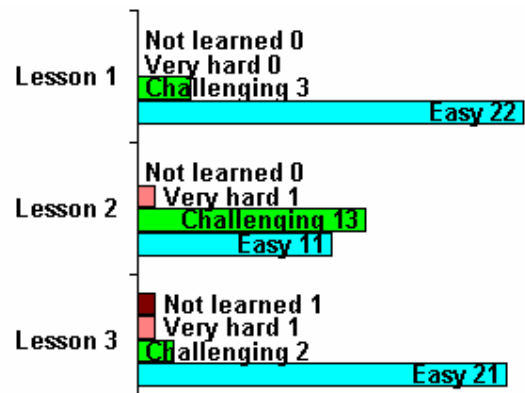 Lesson 1
Not learned 0
Very hard 0
Challenging 3
Easy 22
Lesson 2
Not learned 0
Very hard 1
Challenging 13
Easy 11
Lesson 3
Not learned 1
Very hard 1
Challenging 2
Easy 21